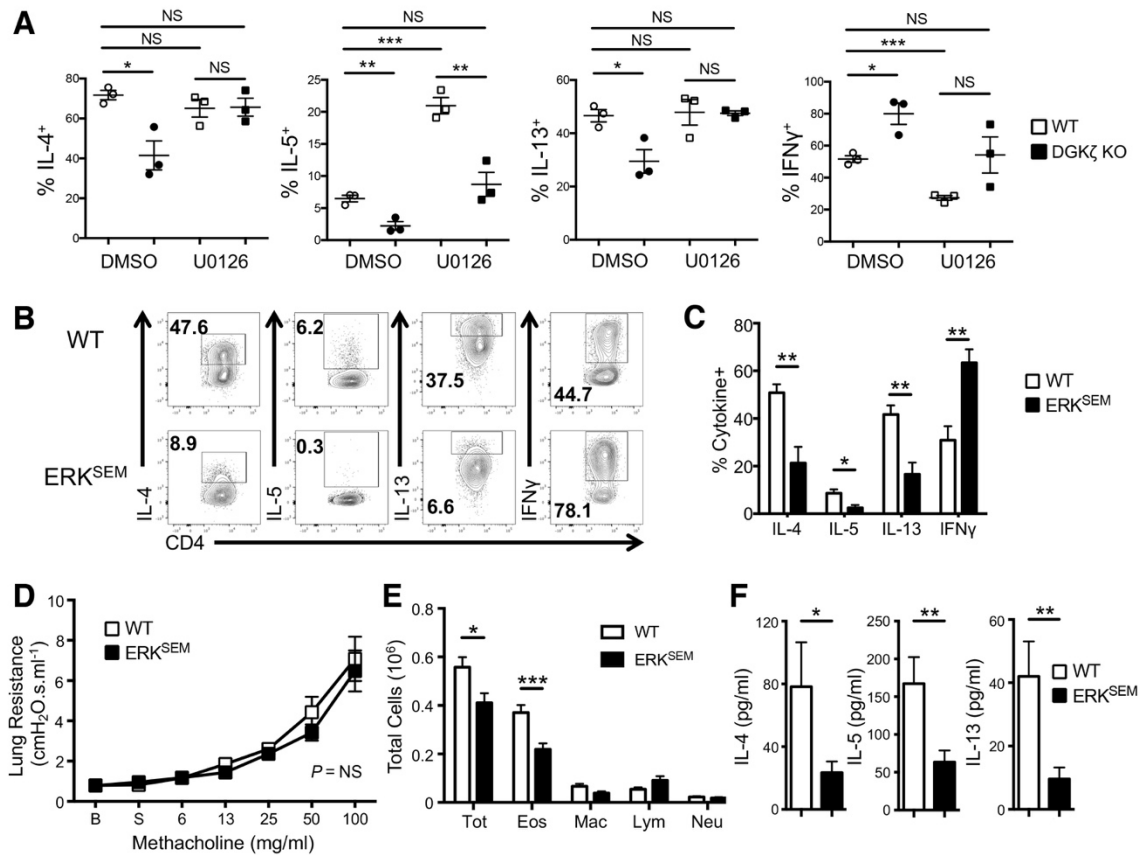 A
NS
NS
*
NS
% IL-4+
80
60
40
20
0
DMSO
U0126
NS
***
**
**
% IL-5+
25
20
15
10
5
0
DMSO
U0126
NS
NS
*
NS
% IL-13+
80
60
40
20
0
DMSO
U0126
NS
***
*
NS
% IFNγ+
100
80
60
40
20
0
DMSO
U0126
WT
DGKζ KO
B
WT
47.6
6.2
37.5
44.7
ERKSEM
8.9
0.3
6.6
78.1
IL-4
IL-5
IL-13
IFNγ
CD4
C
% Cytokine+
80
60
40
20
0
**
*
**
**
IL-4
IL-5
IL-13
IFNγ
WT
ERKSEM
D
Lung Resistance
(cmH2O.s.ml-1)
10
8
6
4
2
0
WT
ERKSEM
P = NS
B
S
6
13
25
50
100
Methacholine (mg/ml)
E
Total Cells (10^6)
0.8
0.6
0.4
0.2
0
*
***
WT
ERKSEM
Tot
Eos
Mac
Lym
Neu
F
IL-4 (pg/ml)
120
80
40
0
*
IL-5 (pg/ml)
250
200
150
100
50
0
**
IL-13 (pg/ml)
60
40
20
0
**
WT
ERKSEM